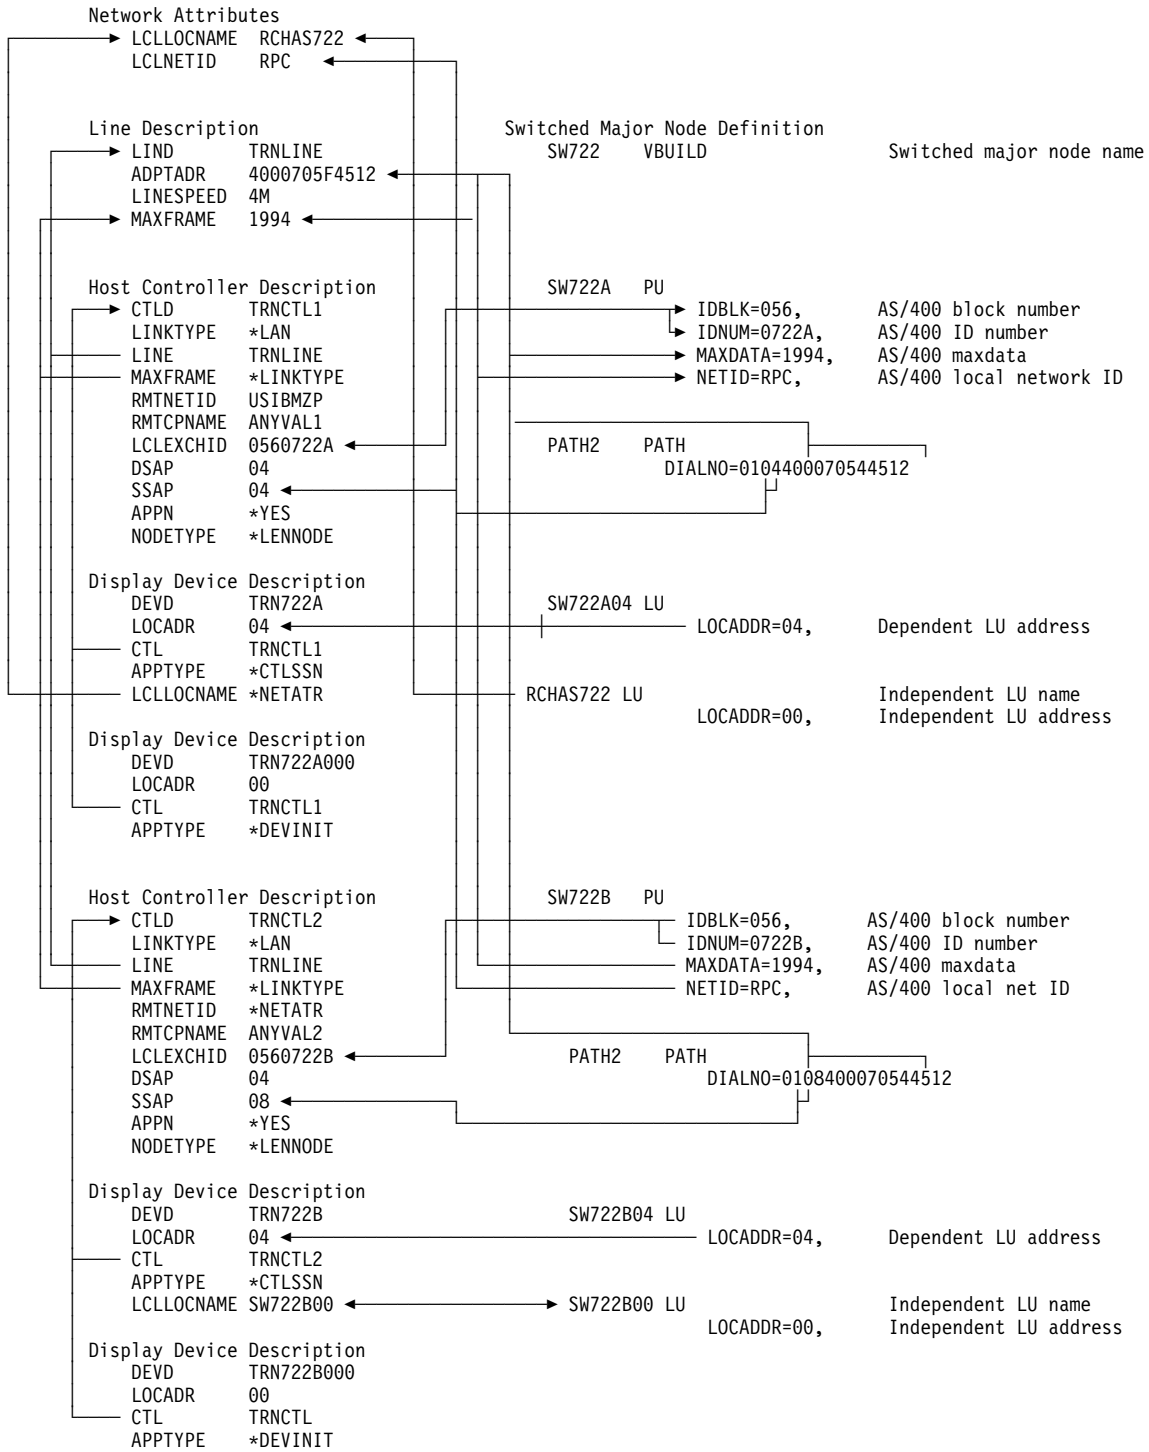 Network Attributes
LCLLOCNAME RCHAS722
LCLNETID RPC
Line Description Switched Major Node Definition
LIND TRNLINE SW722 VBUILD Switched major node name
ADPTADR 4000705F4512
LINESPEED 4M
MAXFRAME 1994
Host Controller Description SW722A PU
CTLD TRNCTL1 IDBLK=056, AS/400 block number
LINKTYPE *LAN IDNUM=0722A, AS/400 ID number
LINE TRNLINE MAXDATA=1994, AS/400 maxdata
MAXFRAME *LINKTYPE NETID=RPC, AS/400 local network ID
RMTNETID USIBMZP
RMTCPNAME ANYVAL1
LCLEXCHID 0560722A PATH2 PATH
DSAP 04 DIALNO=0104400070544512
SSAP 04
APPN *YES
NODETYPE *LENNODE
Display Device Description
DEVD TRN722A SW722A04 LU
LOCADR 04 LOCADDR=04, Dependent LU address
CTL TRNCTL1
APPTYPE *CTLSSN
LCLLOCNAME *NETATR RCHAS722 LU Independent LU name
LOCADDR=00, Independent LU address
Display Device Description
DEVD TRN722A000
LOCADR 00
CTL TRNCTL1
APPTYPE *DEVINIT
Host Controller Description SW722B PU
CTLD TRNCTL2 IDBLK=056, AS/400 block number
LINKTYPE *LAN IDNUM=0722B, AS/400 ID number
LINE TRNLINE MAXDATA=1994, AS/400 maxdata
MAXFRAME *LINKTYPE NETID=RPC, AS/400 local net ID
RMTNETID *NETATR
RMTCPNAME ANYVAL2
LCLEXCHID 0560722B PATH2 PATH
DSAP 04 DIALNO=0108400070544512
SSAP 08
APPN *YES
NODETYPE *LENNODE
Display Device Description
DEVD TRN722B SW722B04 LU
LOCADR 04 LOCADDR=04, Dependent LU address
CTL TRNCTL2
APPTYPE *CTLSSN
LCLLOCNAME SW722B00 SW722B00 LU Independent LU name
LOCADDR=00, Independent LU address
Display Device Description
DEVD TRN722B000
LOCADR 00
CTL TRNCTL
APPTYPE *DEVINIT